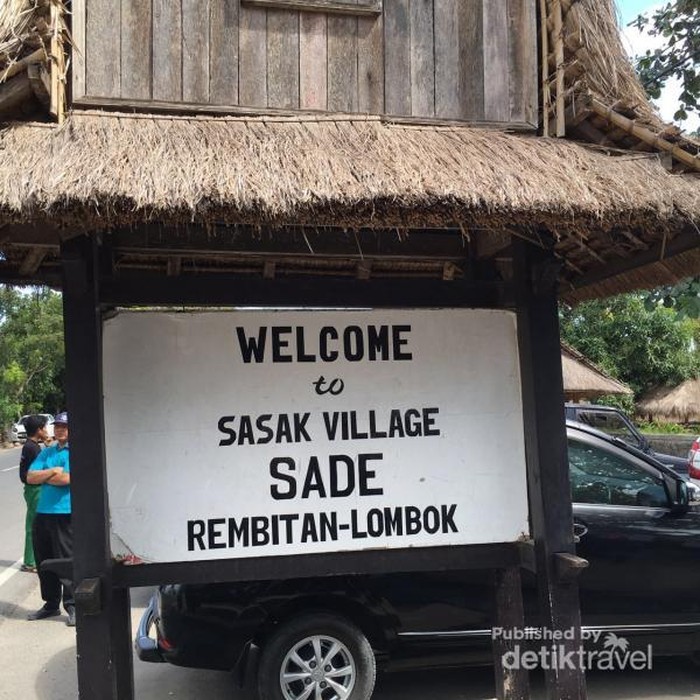 WELCOME
to
SASAK VILLAGE
SADE
REMBITAN-LOMBOK
Published by
detiktravel